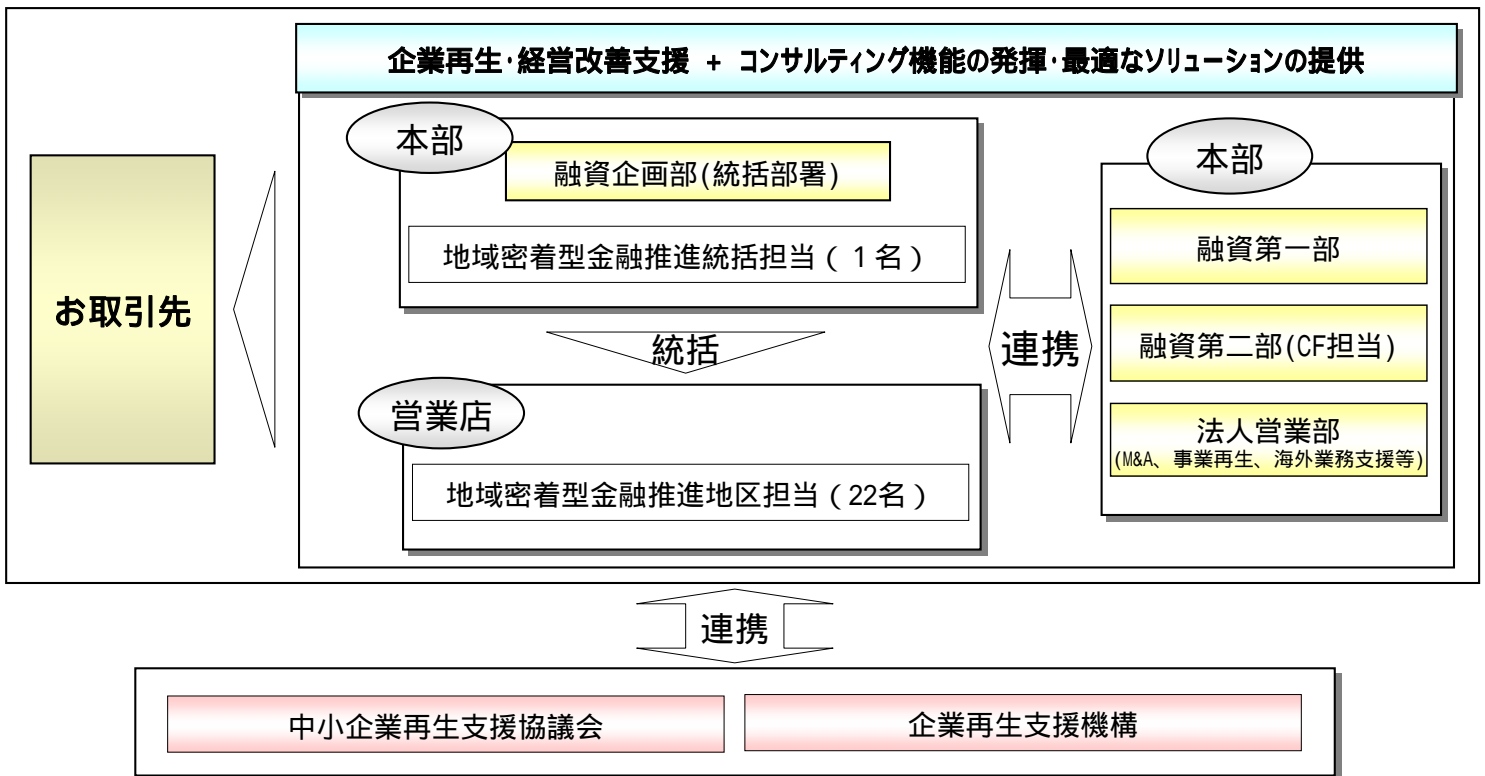 企業再生・経営改善支援 + コンサルティング機能の発揮・最適なソリューションの提供
本部
融資企画部(統括部署)
地域密着型金融推進統括担当（１名）
統括
営業店
地域密着型金融推進地区担当（22名）
お取引先
連携
本部
融資第一部
融資第二部(CF担当)
法人営業部
(M&A、事業再生、海外業務支援等)
連携
中小企業再生支援協議会
企業再生支援機構